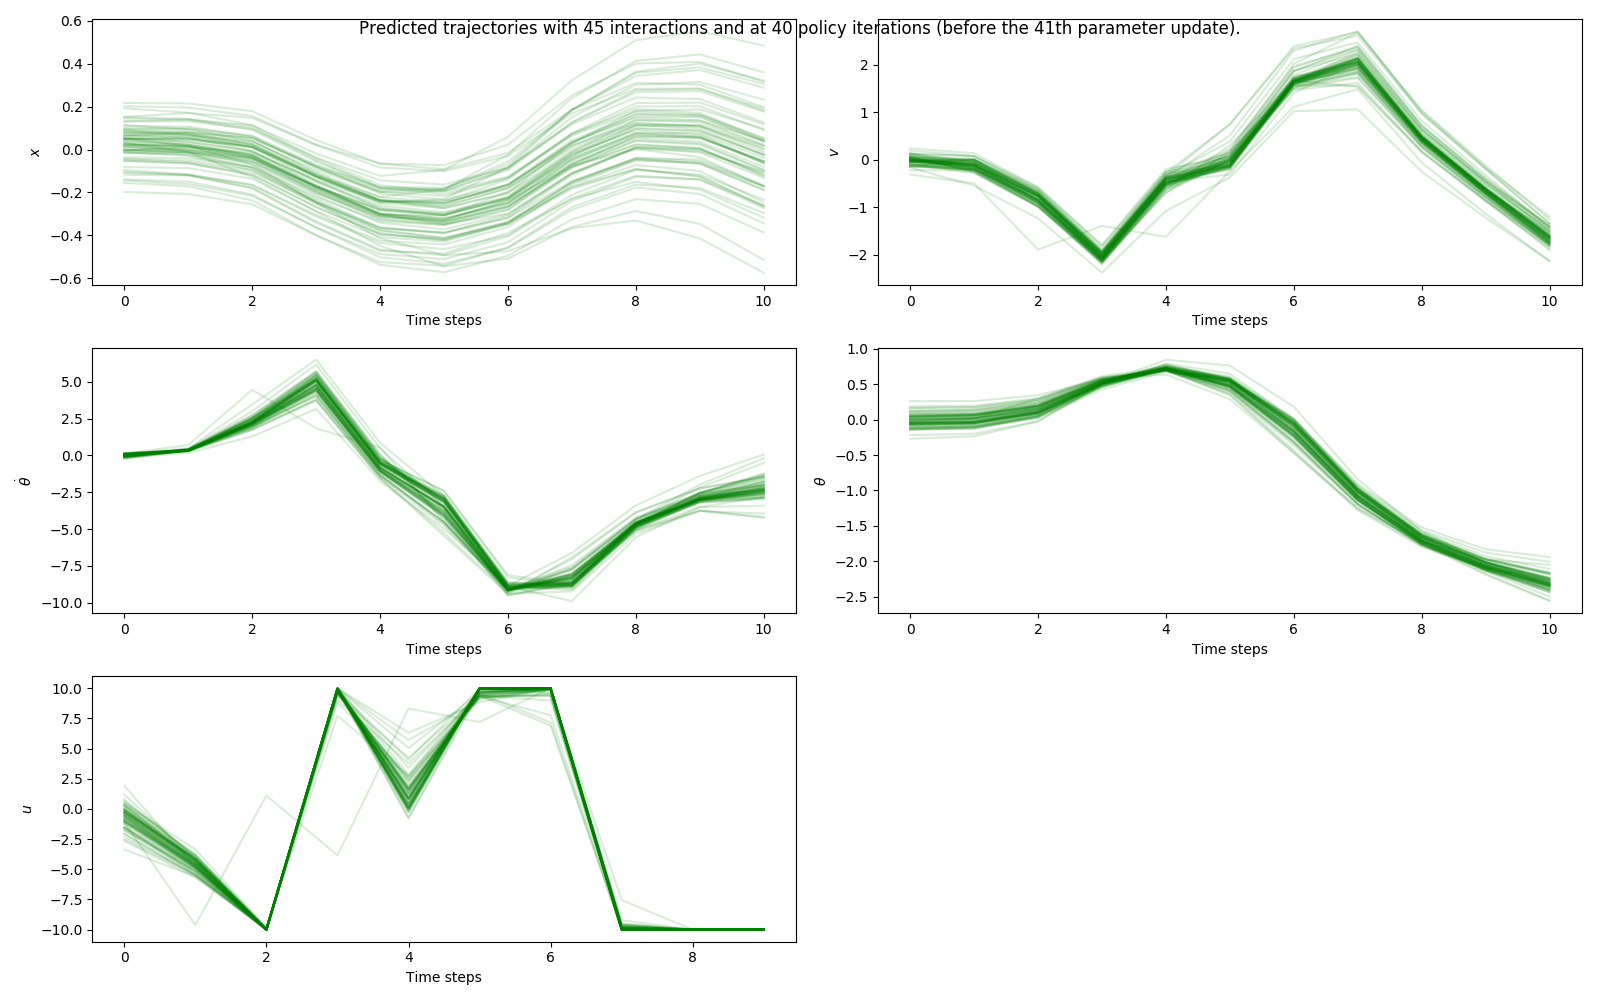 Predicted trajectories with 45 interactions and at 40 policy iterations (before the 41th parameter update).
0.6
0.4
0.2
0.0
−0.2
−0.4
−0.6
x
0 2 4 6 8 10
Time steps
2
1
0
−1
−2
v
0 2 4 6 8 10
Time steps
5.0
2.5
0.0
−2.5
−5.0
−7.5
−10.0
θ̇
0 2 4 6 8 10
Time steps
1.0
0.5
0.0
−0.5
−1.0
−1.5
−2.0
−2.5
θ
0 2 4 6 8 10
Time steps
10.0
7.5
5.0
2.5
0.0
−2.5
−5.0
−7.5
−10.0
u
0 2 4 6 8
Time steps